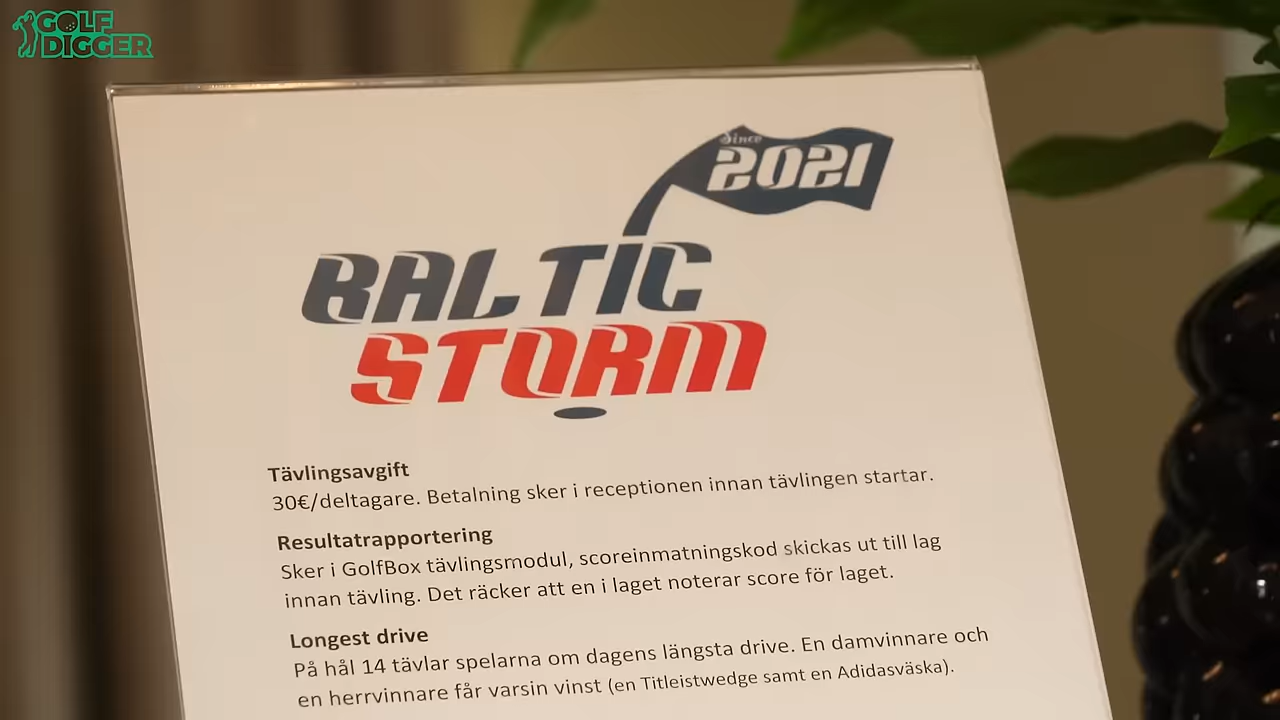 GOLF
DIGGER
Since
2021
BALTIC
STORM
Tävlingsavgift
30€/deltagare. Betalning sker i receptionen innan tävlingen startar.
Resultatrapportering
Sker i GolfBox tävlingsmodul, scoreinmatningskod skickas ut till lag
innan tävling. Det räcker att en i laget noterar score för laget.
Longest drive
På hål 14 tävlar spelarna om dagens längsta drive. En damvinnare och
en herrvinnare får varsin vinst (en Titleistwedge samt en Adidasväska).